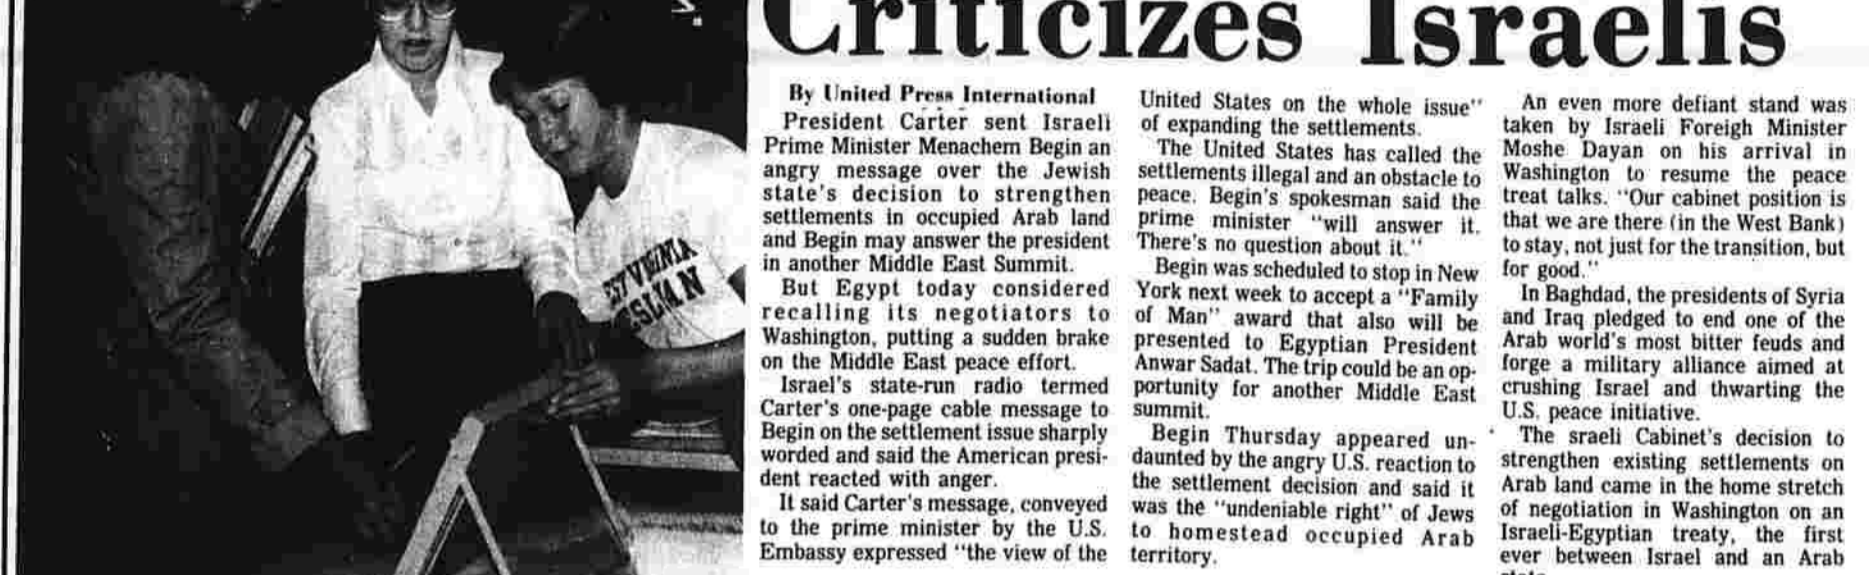 Criticizes Israelis
EST VIRGINIA
ESLYAN
By United Press International
President Carter sent Israeli
Prime Minister Menachem Begin an
angry message over the Jewish
state's decision to strengthen
settlements in occupied Arab land
and Begin may answer the president
in another Middle East Summit.
But Egypt today considered
recalling its negotiators to
Washington, putting a sudden brake
on the Middle East peace effort.
Israel's state-run radio termed
Carter's one-page cable message to
Begin on the settlement issue sharply
worded and said the American presi-
dent reacted with anger.
It said Carter's message, conveyed
to the prime minister by the U.S.
Embassy expressed "the view of the
United States on the whole issue"
of expanding the settlements.
The United States has called the
settlements illegal and an obstacle to
peace. Begin's spokesman said the
prime minister "will answer it.
There's no question about it."
Begin was scheduled to stop in New
York next week to accept a "Family
of Man" award that also will be
presented to Egyptian President
Anwar Sadat. The trip could be an op-
portunity for another Middle East
summit.
Begin Thursday appeared un-
daunted by the angry U.S. reaction to
the settlement decision and said it
was the "undeniable right" of Jews
to homestead occupied Arab
territory.
An even more defiant stand was
taken by Israeli Foreigh Minister
Moshe Dayan on his arrival in
Washington to resume the peace
treat talks. "Our cabinet position is
that we are there (in the West Bank)
to stay, not just for the transition, but
for good."
In Baghdad, the presidents of Syria
and Iraq pledged to end one of the
Arab world's most bitter feuds and
forge a military alliance aimed at
crushing Israel and thwarting the
U.S. peace initiative.
The sraeli Cabinet's decision to
strengthen existing settlements on
Arab land came in the home stretch
of negotiation in Washington on an
Israeli-Egyptian treaty, the first
ever between Israel and an Arab